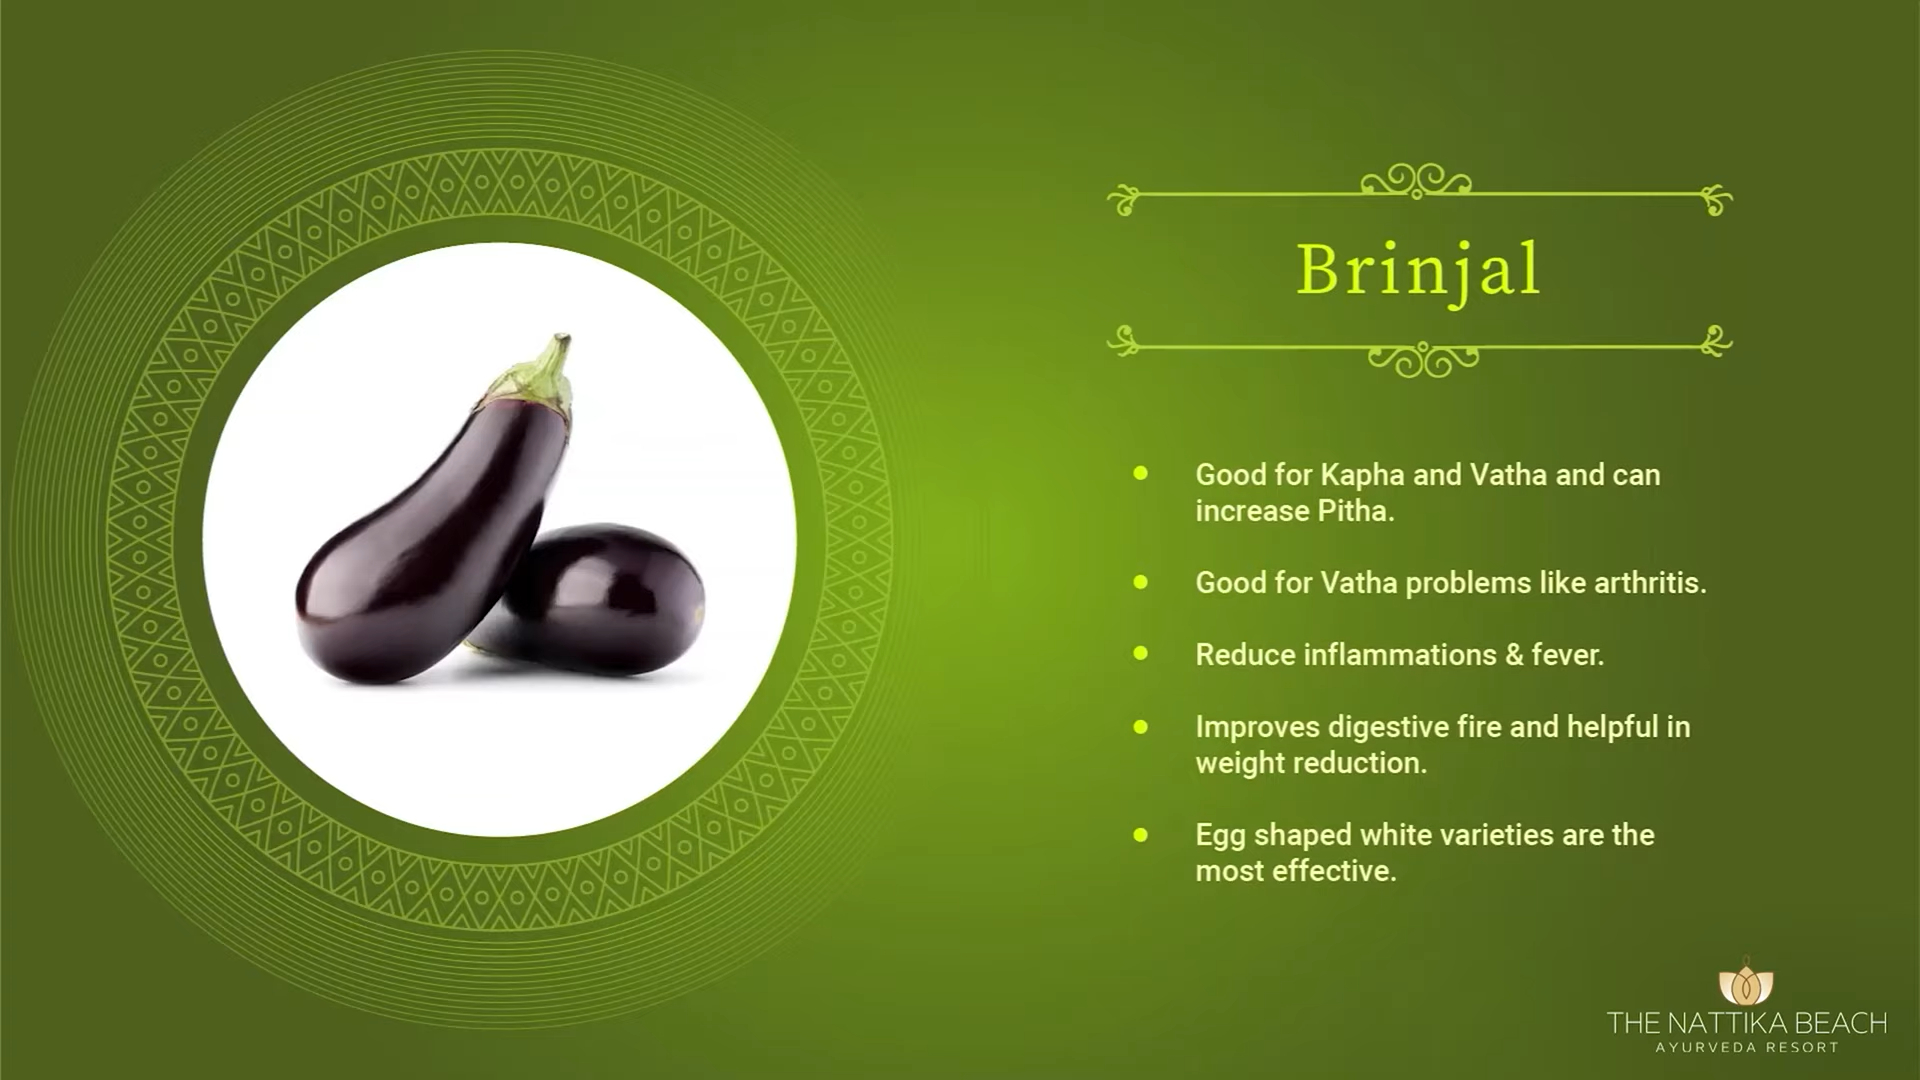 Brinjal
Good for Kapha and Vatha and can
increase Pitha.
Good for Vatha problems like arthritis.
Reduce inflammations & fever.
Improves digestive fire and helpful in
weight reduction.
Egg shaped white varieties are the
most effective.
THE NATTIKA BEACH
AYURVEDA RESORT